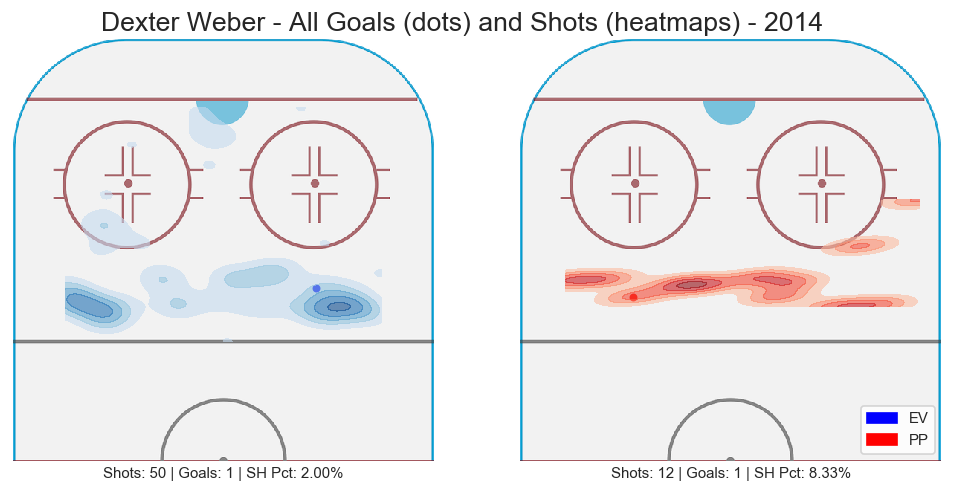 Dexter Weber - All Goals (dots) and Shots (heatmaps) - 2014
EV
PP
Shots: 50 | Goals: 1 | SH Pct: 2.00%
Shots: 12 | Goals: 1 | SH Pct: 8.33%